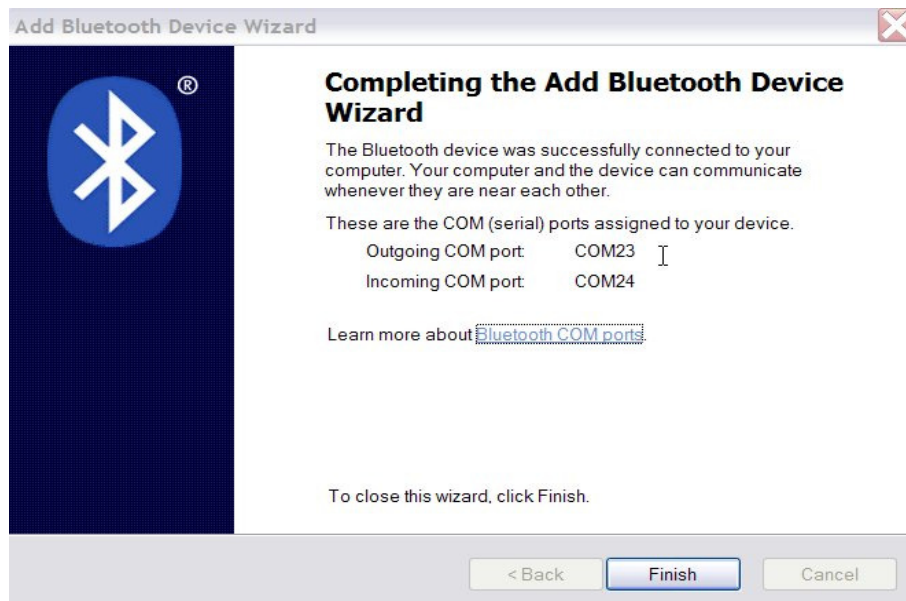 Add Bluetooth Device Wizard
®
Completing the Add Bluetooth Device
Wizard
The Bluetooth device was successfully connected to your
computer. Your computer and the device can communicate
whenever they are near each other.
These are the COM (serial) ports assigned to your device.
Outgoing COM port: COM23
Incoming COM port: COM24
Learn more about Bluetooth COM ports.
To close this wizard, click Finish.
< Back Finish Cancel